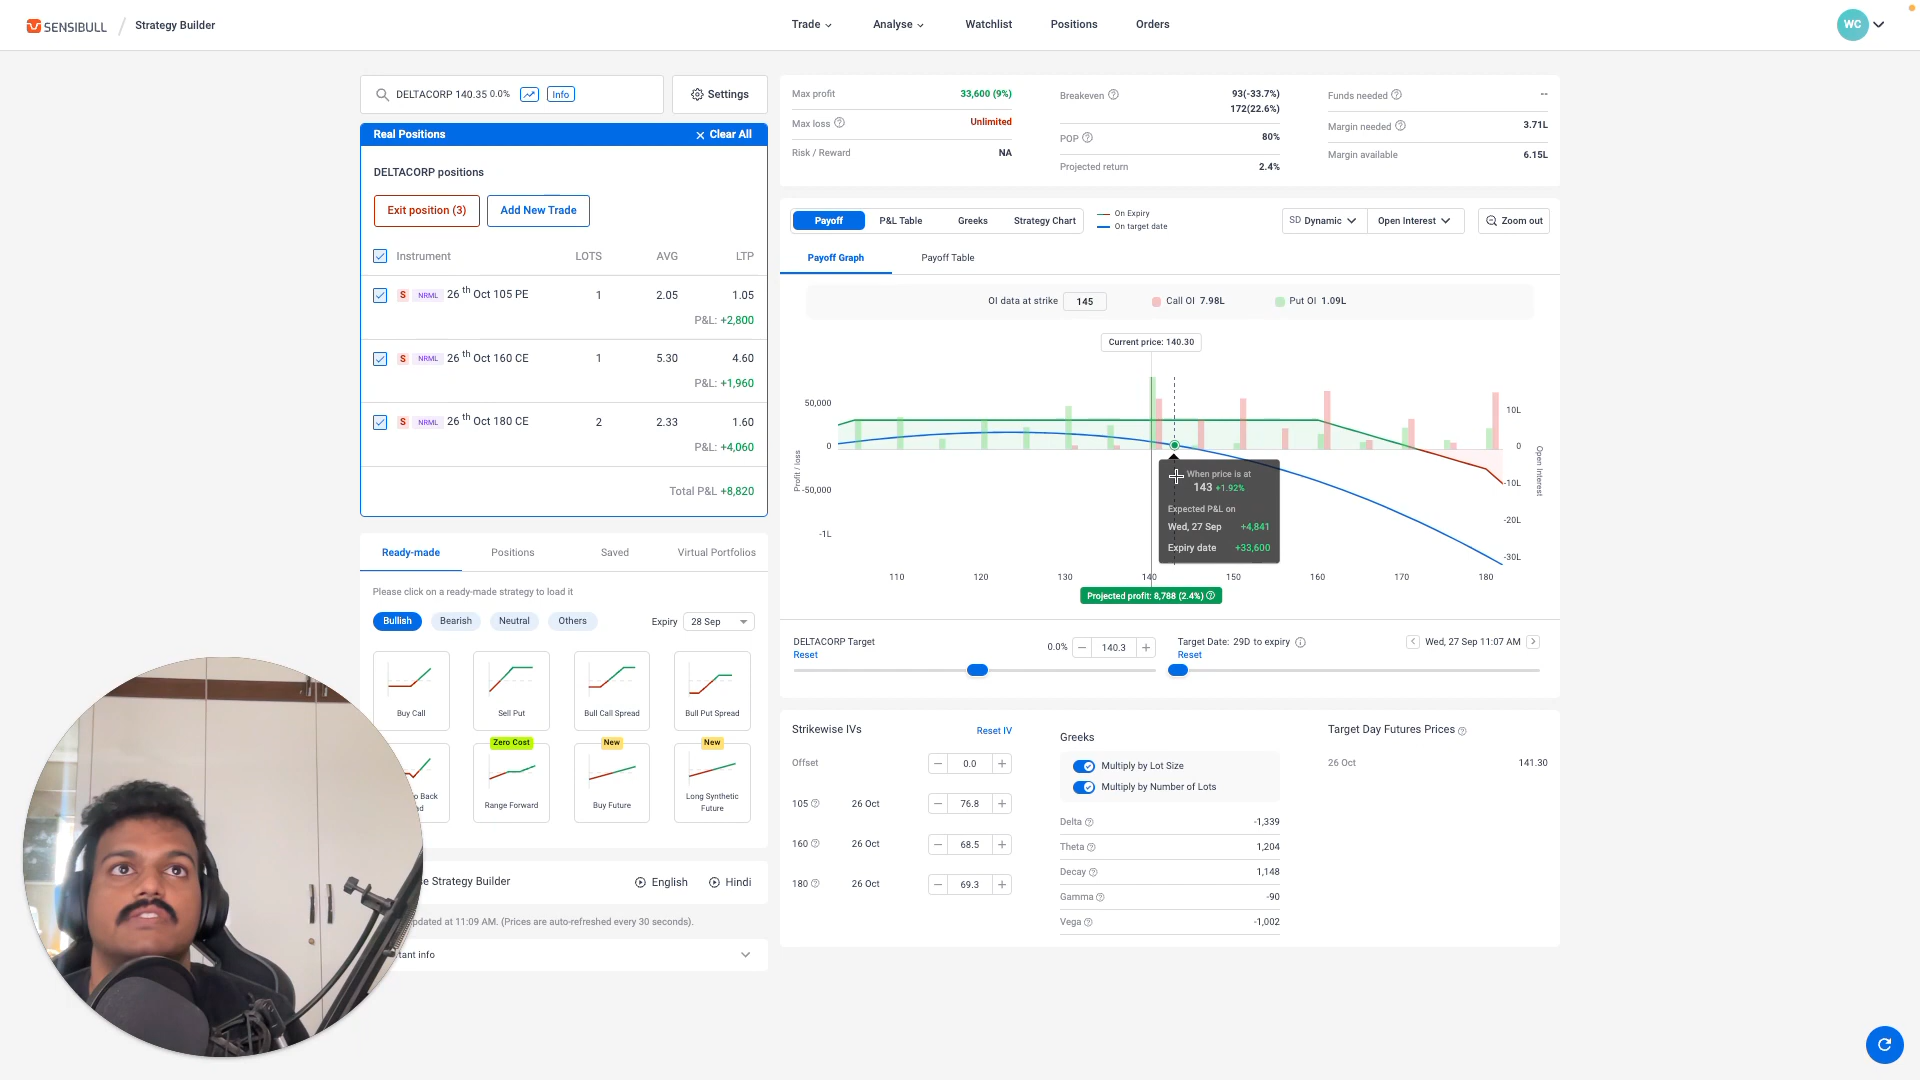 SENSIBULL / Strategy Builder
Trade
Analyse
Watchlist
Positions
Orders
WC
DELTACORP 140.35 0.0%
Info
Settings
Real Positions
Clear All
DELTACORP positions
Exit position (3)
Add New Trade
Instrument LOTS AVG LTP
S NRML 26 th Oct 105 PE 1 2.05 1.05
P&L: +2,800
S NRML 26 th Oct 160 CE 1 5.30 4.60
P&L: +1,960
S NRML 26 th Oct 180 CE 2 2.33 1.60
P&L: +4,060
Total P&L +8,820
Ready-made
Positions
Saved
Virtual Portfolios
Please click on a ready-made strategy to load it
Bullish
Bearish
Neutral
Others
Expiry 28 Sep
Buy Call
Sell Put
Bull Call Spread
Bull Put Spread
Zero Cost
New
New
Range Forward
Buy Future
Long Synthetic
Future
Back
Strategy Builder
English
Hindi
updated at 11:09 AM. (Prices are auto-refreshed every 30 seconds).
tant info
Max profit 33,600 (9%)
Max loss Unlimited
Risk / Reward NA
Breakeven 93(-33.7%)
172(22.6%)
POP 80%
Projected return 2.4%
Funds needed --
Margin needed 3.71L
Margin available 6.15L
Payoff
P&L Table
Greeks
Strategy Chart
On Expiry
On target date
SD Dynamic
Open Interest
Zoom out
Payoff Graph
Payoff Table
OI data at strike 145
Call OI 7.98L
Put OI 1.09L
Current price: 140.30
50,000
0
-50,000
-1L
Profit / loss
10L
0
-10L
-20L
-30L
Open Interest
When price is at
143 +1.92%
Expected P&L on
Wed, 27 Sep +4,841
Expiry date +33,600
110 120 130 140 150 160 170 180
Projected profit: 8,788 (2.4%)
DELTACORP Target
Reset
0.0% 140.3
Target Date: 29D to expiry
Reset
Wed, 27 Sep 11:07 AM
Strikewise IVs
Reset IV
Offset 0.0
105 26 Oct 76.8
160 26 Oct 68.5
180 26 Oct 69.3
Greeks
Multiply by Lot Size
Multiply by Number of Lots
Delta -1,339
Theta 1,204
Decay 1,148
Gamma -90
Vega -1,002
Target Day Futures Prices
26 Oct 141.30